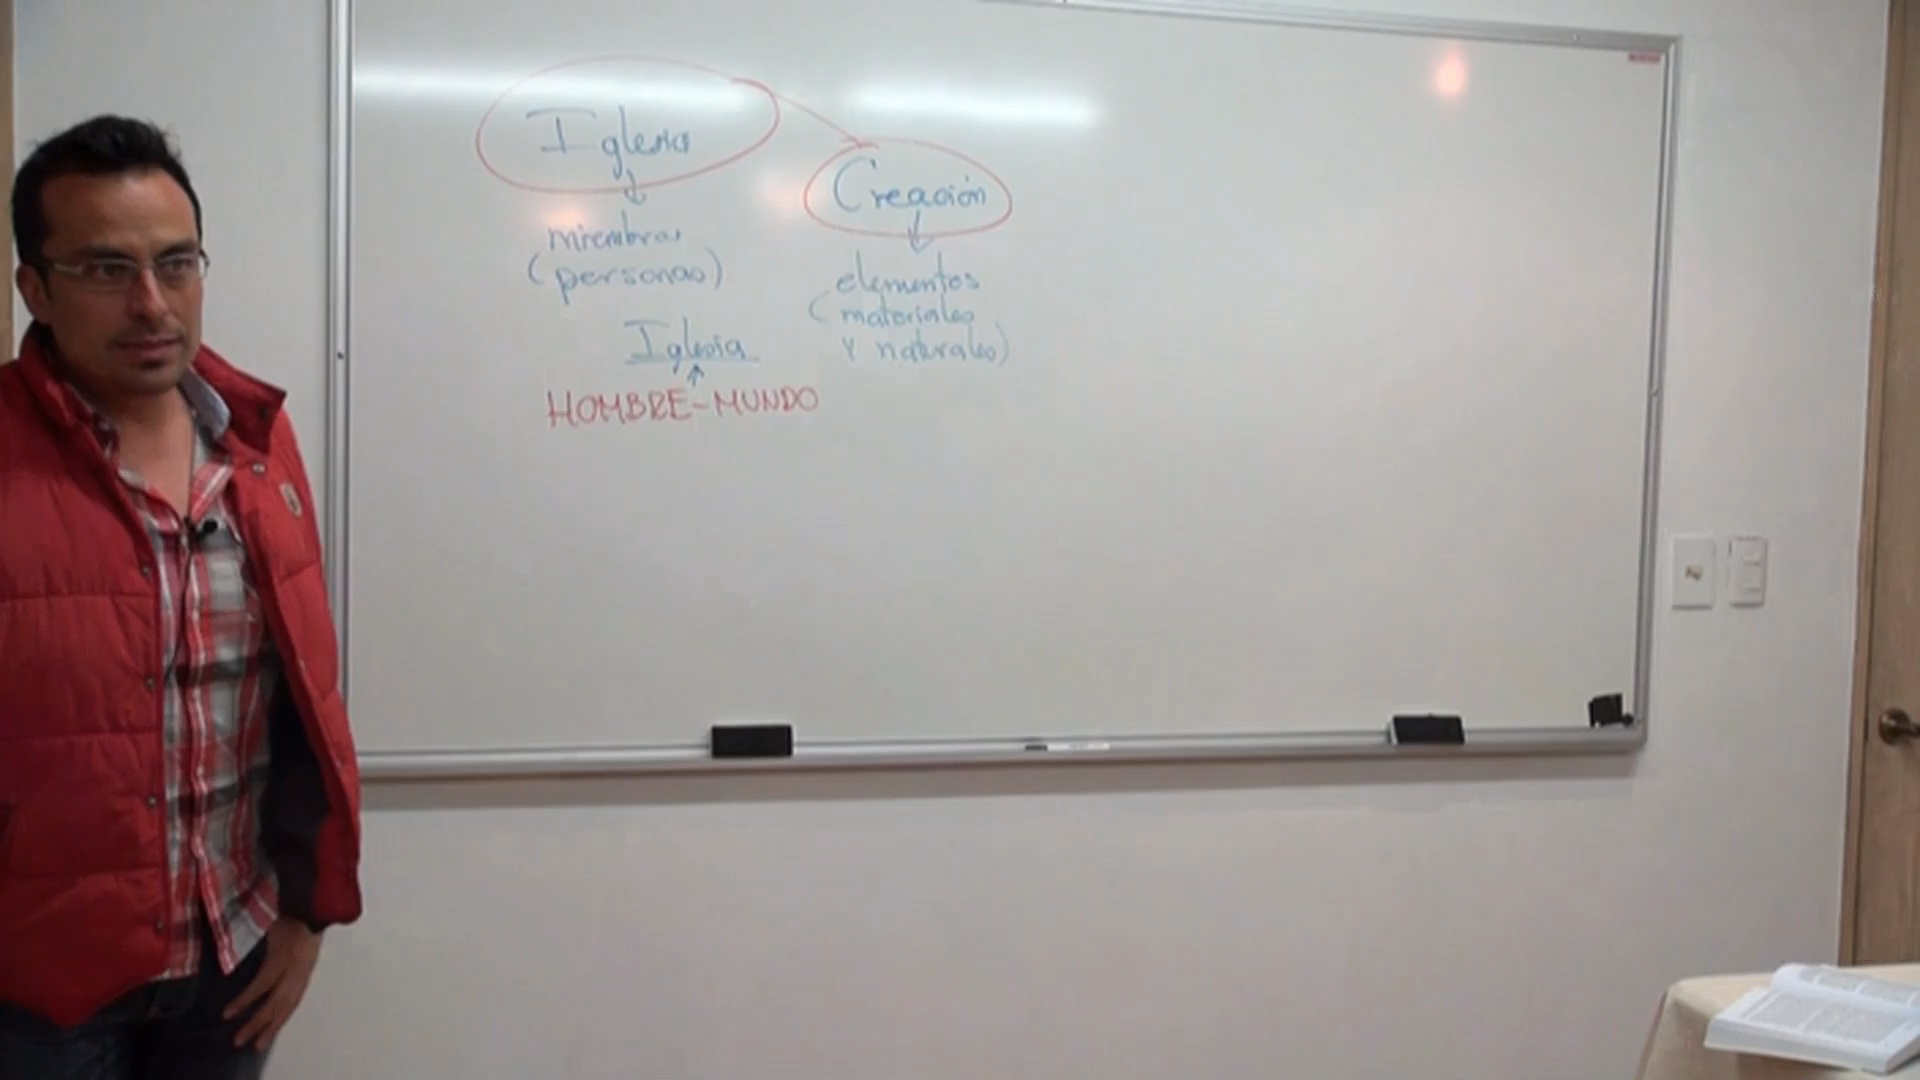 Iglesia
miembros
(personas)
Creación
elementos
(materiales
y naturales)
Iglesia
HOMBRE-MUNDO